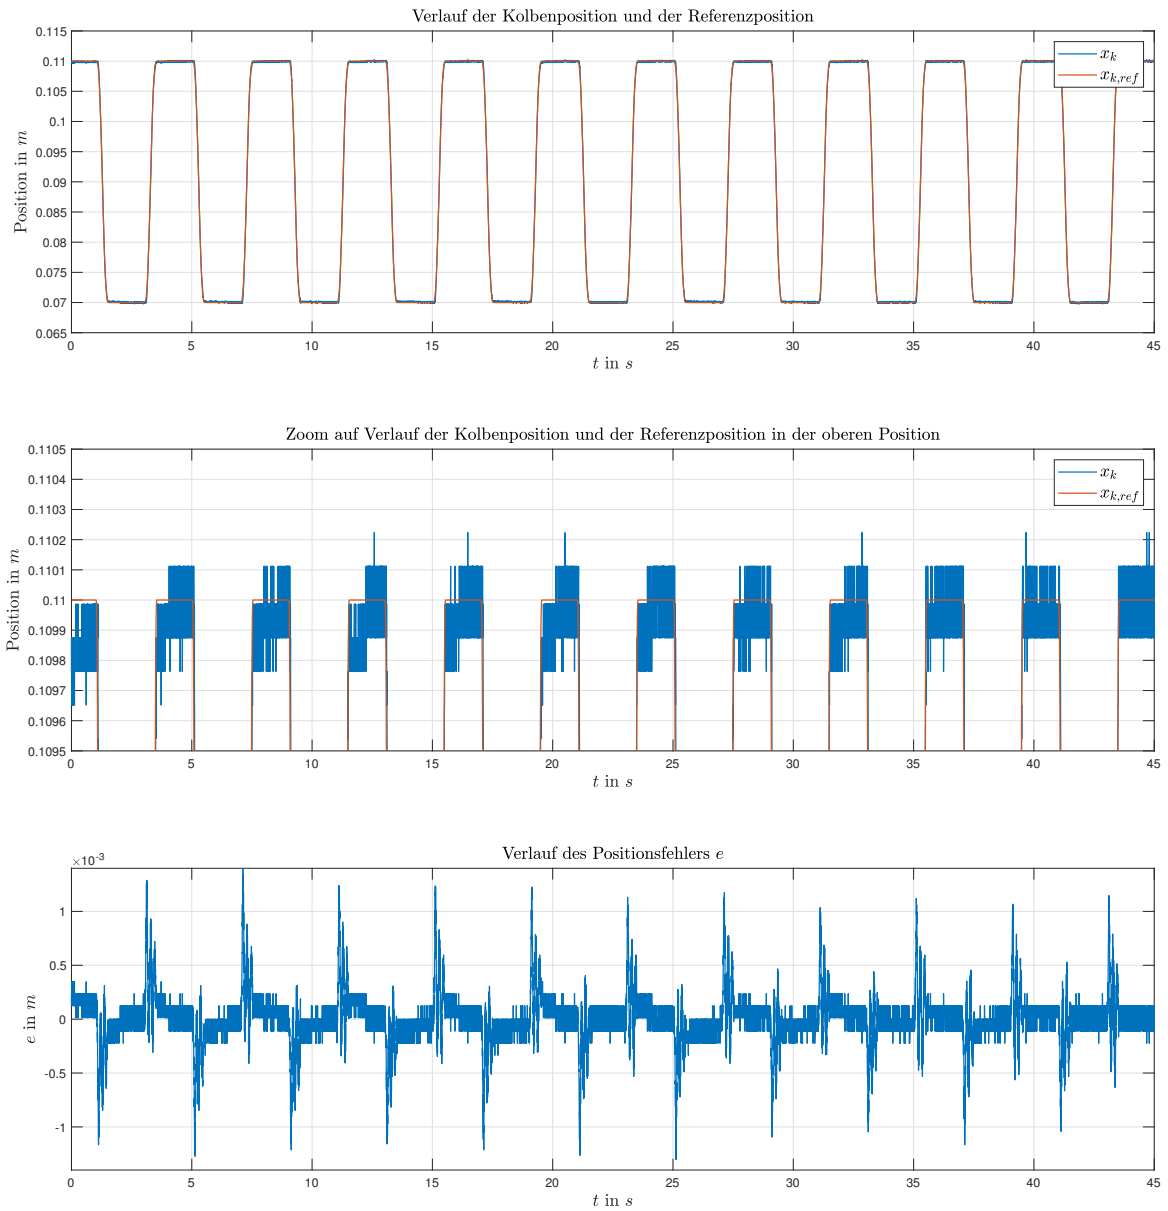 Verlauf der Kolbenposition und der Referenzposition
0.115
0.11
0.105
0.1
0.095
0.09
0.085
0.08
0.075
0.07
0.065
Position in m
x_k
x_{k,ref}
0 5 10 15 20 25 30 35 40 45
t in s
Zoom auf Verlauf der Kolbenposition und der Referenzposition in der oberen Position
0.1105
0.1104
0.1103
0.1102
0.1101
0.11
0.1099
0.1098
0.1097
0.1096
0.1095
Position in m
x_k
x_{k,ref}
0 5 10 15 20 25 30 35 40 45
t in s
Verlauf des Positionsfehlers e
×10^-3
1
0.5
0
-0.5
-1
e in m
0 5 10 15 20 25 30 35 40 45
t in s